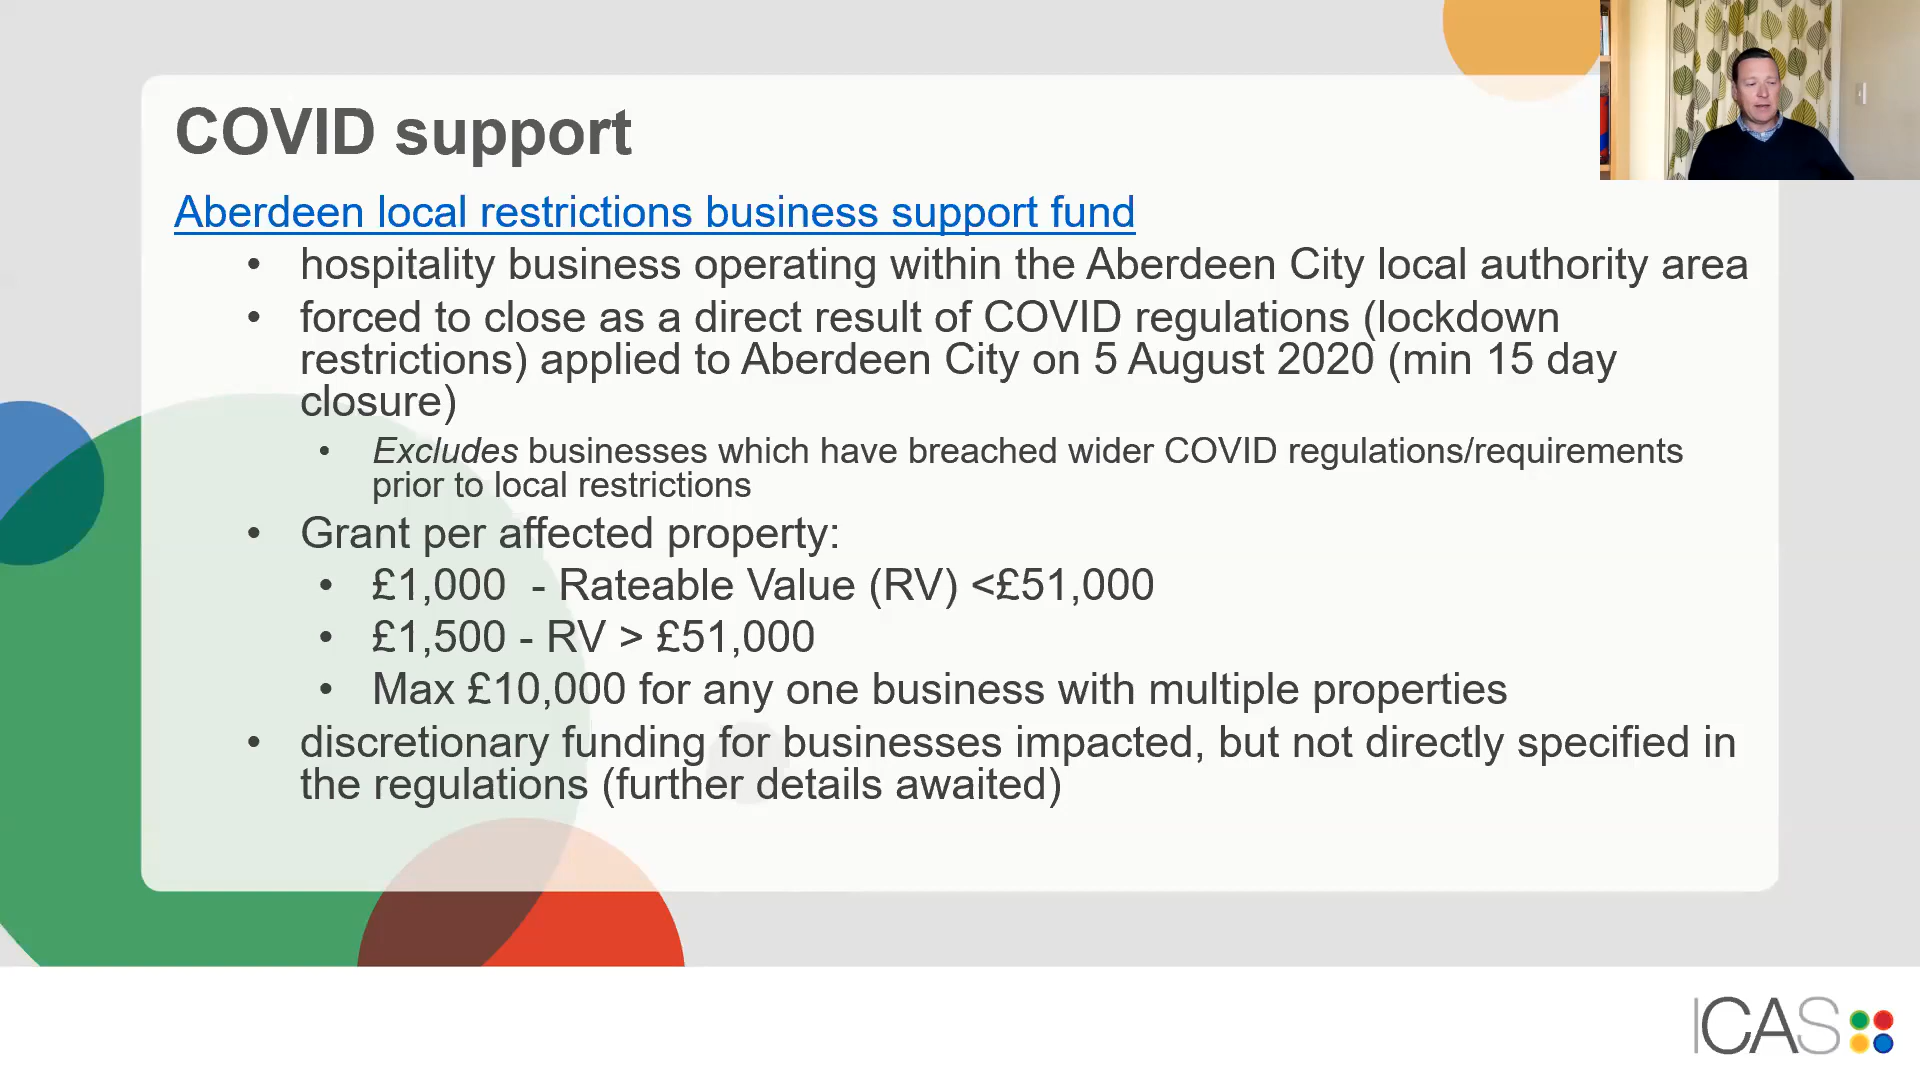 COVID support
Aberdeen local restrictions business support fund
• hospitality business operating within the Aberdeen City local authority area
• forced to close as a direct result of COVID regulations (lockdown
restrictions) applied to Aberdeen City on 5 August 2020 (min 15 day
closure)
• Excludes businesses which have breached wider COVID regulations/requirements
prior to local restrictions
• Grant per affected property:
• £1,000  - Rateable Value (RV) <£51,000
• £1,500 - RV > £51,000
• Max £10,000 for any one business with multiple properties
• discretionary funding for businesses impacted, but not directly specified in
the regulations (further details awaited)
ICAS